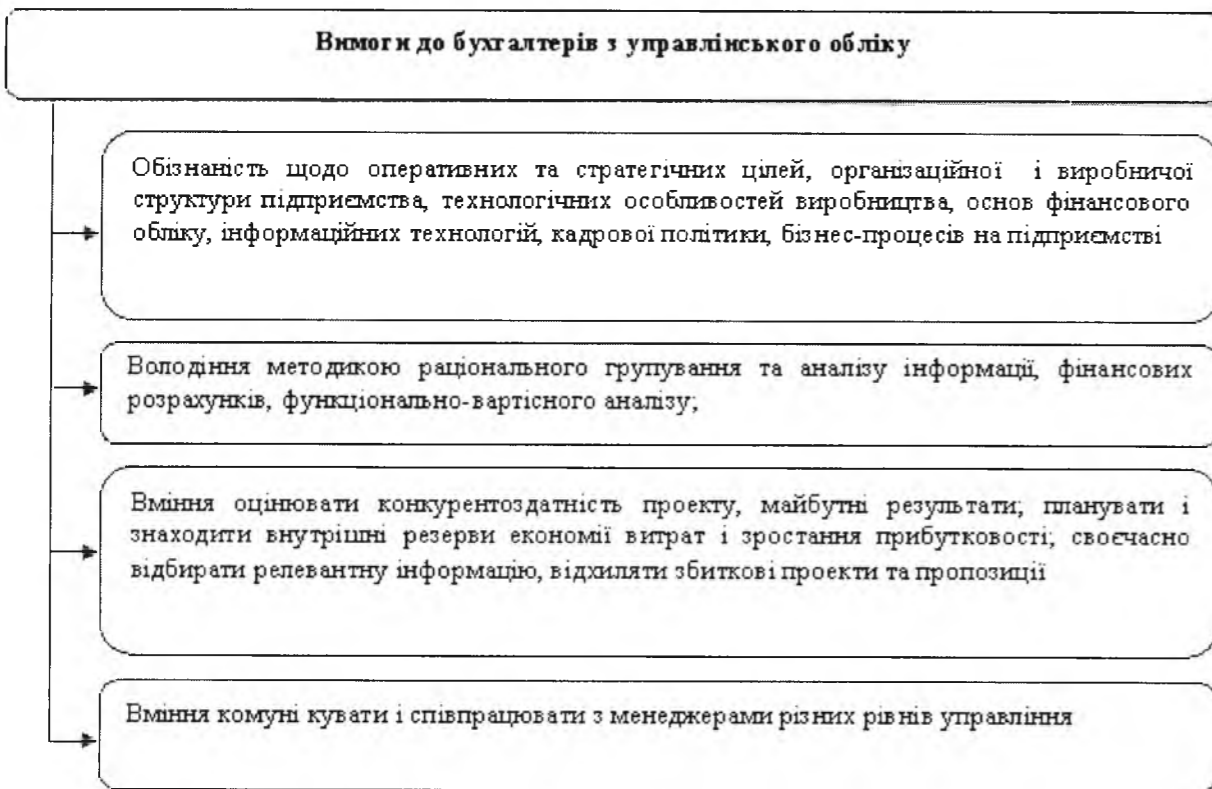 Вимоги до бухгалтерів з управлінського обліку
Обізнаність щодо оперативних та стратегічних цілей, організаційної і виробничої
структури підприємства, технологічних особливостей виробництва, основ фінансового
обліку, інформаційних технологій, кадрової політики, бізнес-процесів на підприємстві
Володіння методикою раціонального групування та аналізу інформації, фінансових
розрахунків, функціонально-вартісного аналізу;
Вміння оцінювати конкурентоздатність проекту, майбутні результати; планувати і
знаходити внутрішні резерви економії витрат і зростання прибутковості; своєчасно
відбирати релевантну інформацію, відхиляти збиткові проекти та пропозиції
Вміння комуні кувати і співпрацювати з менеджерами різних рівнів управління